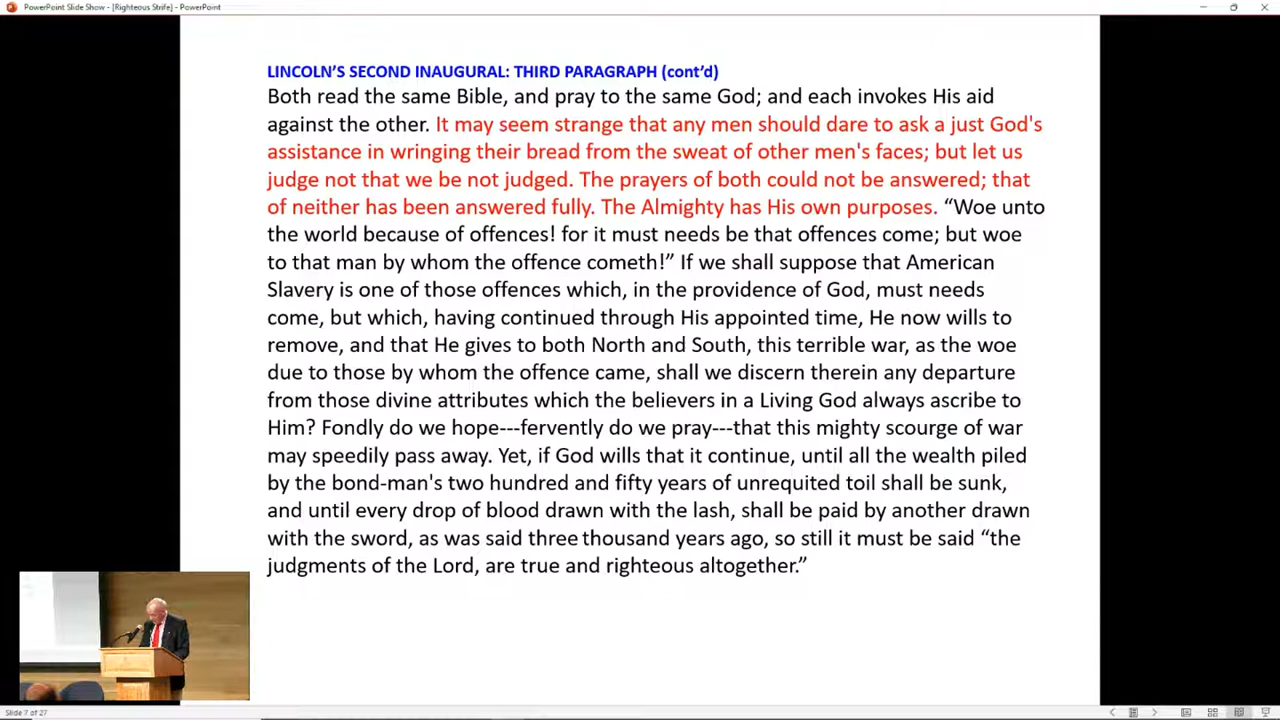 PowerPoint Slide Show - [Righteous Strife] - PowerPoint
LINCOLN'S SECOND INAUGURAL: THIRD PARAGRAPH (cont'd)
Both read the same Bible, and pray to the same God; and each invokes His aid
against the other. It may seem strange that any men should dare to ask a just God's
assistance in wringing their bread from the sweat of other men's faces; but let us
judge not that we be not judged. The prayers of both could not be answered; that
of neither has been answered fully. The Almighty has His own purposes. “Woe unto
the world because of offences! for it must needs be that offences come; but woe
to that man by whom the offence cometh!” If we shall suppose that American
Slavery is one of those offences which, in the providence of God, must needs
come, but which, having continued through His appointed time, He now wills to
remove, and that He gives to both North and South, this terrible war, as the woe
due to those by whom the offence came, shall we discern therein any departure
from those divine attributes which the believers in a Living God always ascribe to
Him? Fondly do we hope---fervently do we pray---that this mighty scourge of war
may speedily pass away. Yet, if God wills that it continue, until all the wealth piled
by the bond-man's two hundred and fifty years of unrequited toil shall be sunk,
and until every drop of blood drawn with the lash, shall be paid by another drawn
with the sword, as was said three thousand years ago, so still it must be said “the
judgments of the Lord, are true and righteous altogether.”
Slide 7 of 27